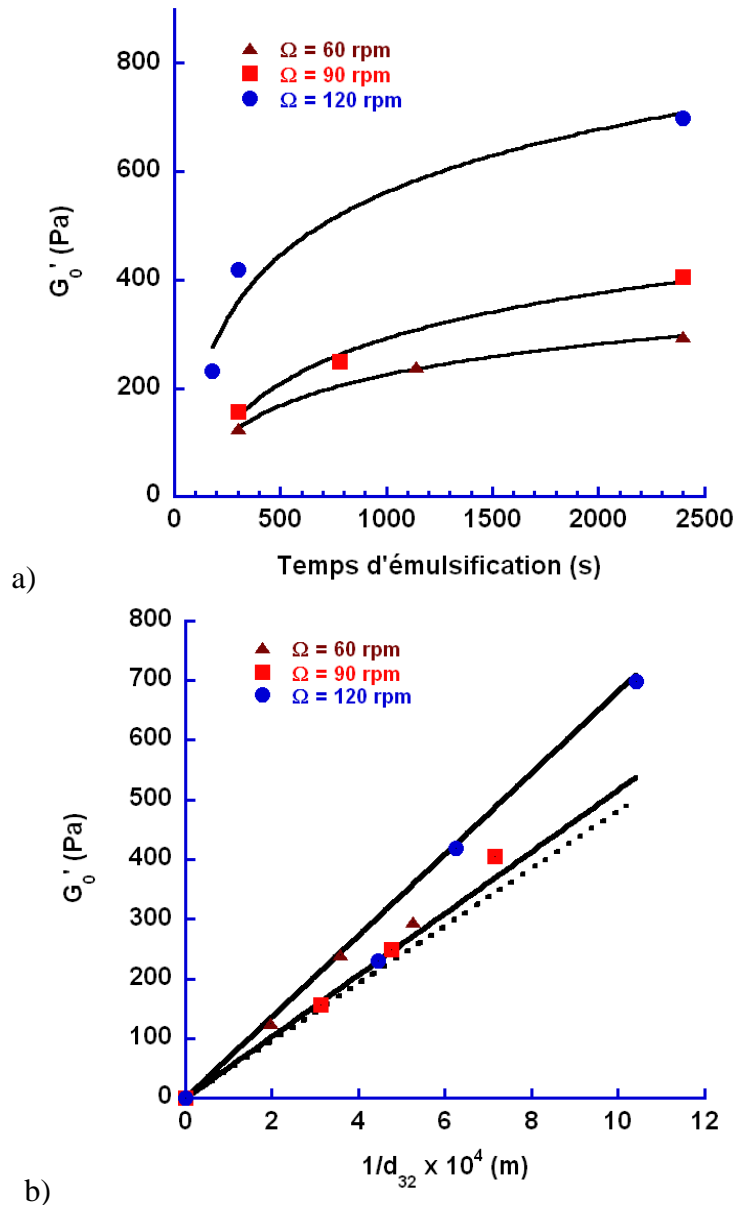 Ω = 60 rpm
Ω = 90 rpm
Ω = 120 rpm
800
600
400
200
0
G₀' (Pa)
0 500 1000 1500 2000 2500
Temps d'émulsification (s)
a)
800
700
600
500
400
300
200
100
0
G₀' (Pa)
Ω = 60 rpm
Ω = 90 rpm
Ω = 120 rpm
0 2 4 6 8 10 12
1/d₃₂ x 10⁴ (m)
b)